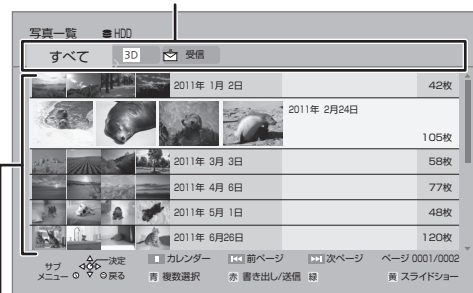 写真一覧 HDD
すべて 3D 受信
2011年 1月 2日 42枚
2011年 2月24日
105枚
2011年 3月 3日 58枚
2011年 4月 6日 77枚
2011年 5月 1日 48枚
2011年 6月26日 120枚
サブメニュー 決定 戻る
カレンダー 前ページ 次ページ ページ 0001/0002
青 複数選択 赤 書き出し/送信 緑 黄 スライドショー